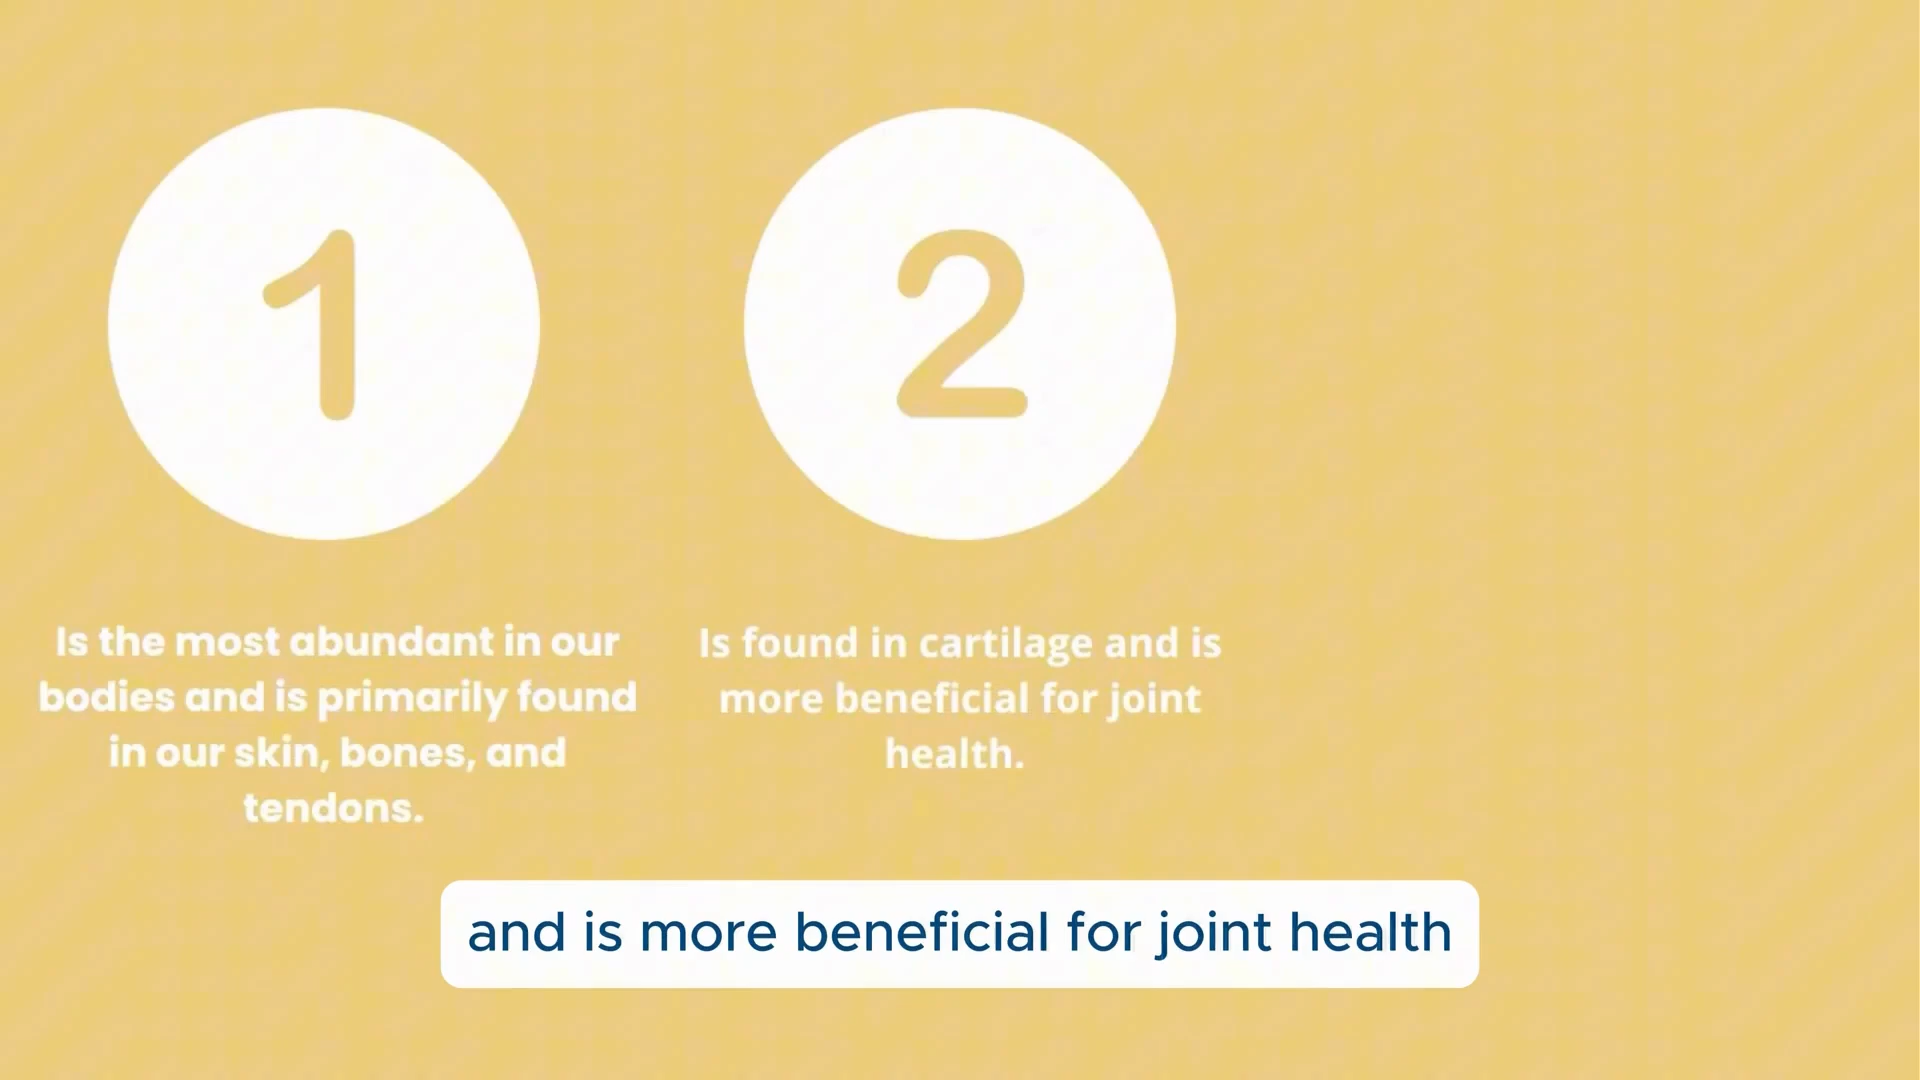 1
Is the most abundant in our
bodies and is primarily found
in our skin, bones, and
tendons.
2
Is found in cartilage and is
more beneficial for joint
health.
and is more beneficial for joint health